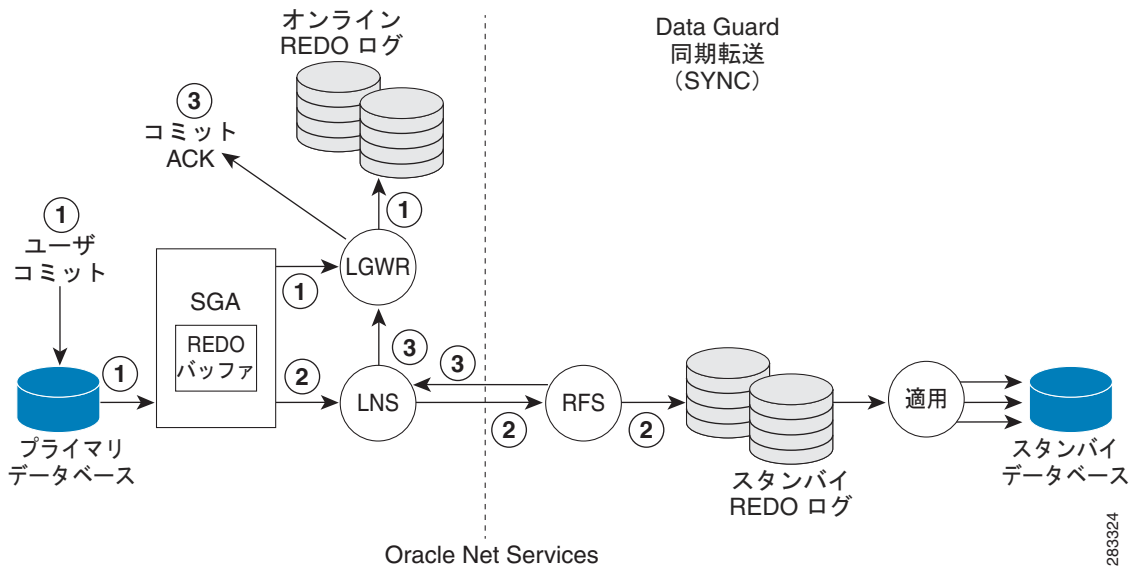 オンライン
REDO ログ
Data Guard
同期転送
（SYNC）
3
コミット
ACK
1
1
ユーザ
コミット
SGA
1
LGWR
REDO
バッファ
3
3
1
2
LNS
2
RFS
2
適用
プライマリ
データベース
スタンバイ
REDO ログ
スタンバイ
データベース
Oracle Net Services
283324